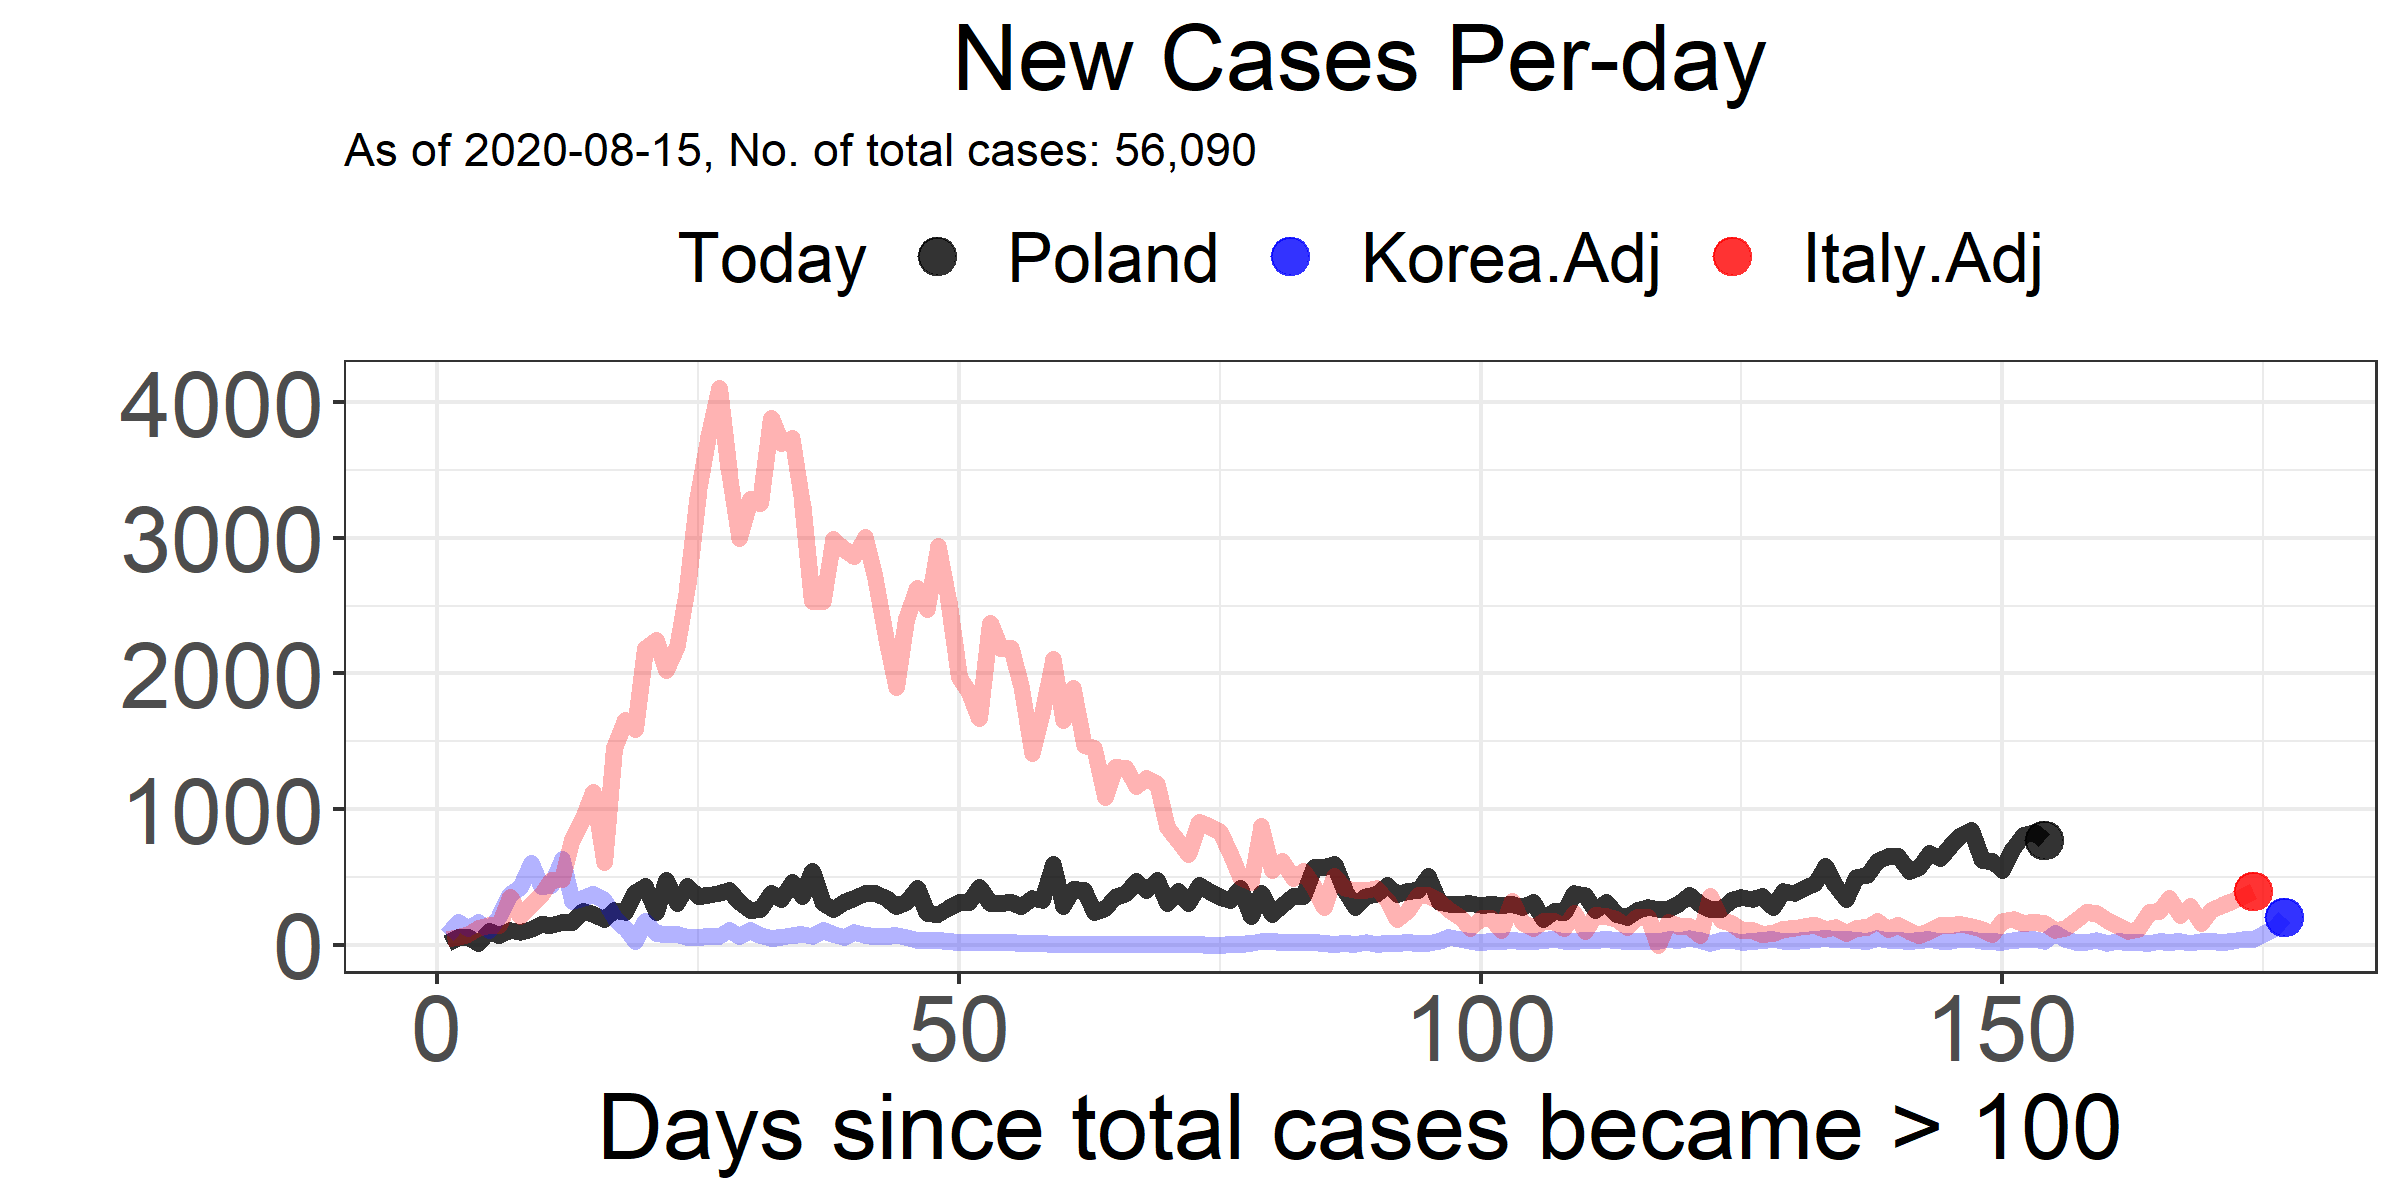 New Cases Per-day
As of 2020-08-15, No. of total cases: 56,090
Today Poland Korea.Adj Italy.Adj
4000
3000
2000
1000
0
0 50 100 150
Days since total cases became > 100